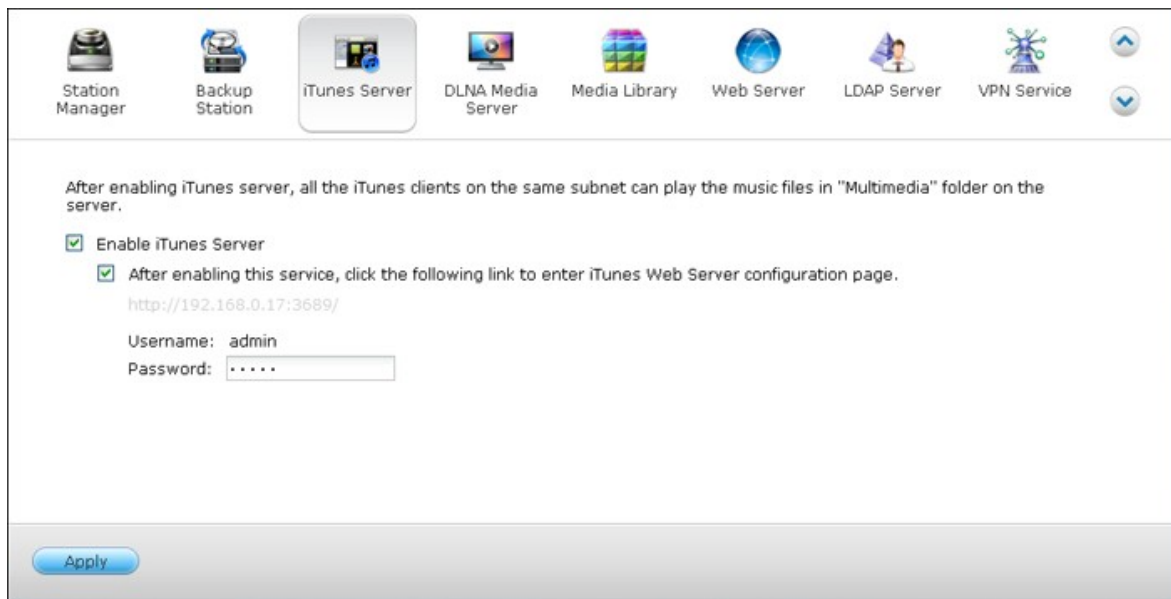 Station Manager
Backup Station
iTunes Server
DLNA Media Server
Media Library
Web Server
LDAP Server
VPN Service
After enabling iTunes server, all the iTunes clients on the same subnet can play the music files in "Multimedia" folder on the
server.
Enable iTunes Server
After enabling this service, click the following link to enter iTunes Web Server configuration page.
http://192.168.0.17:3689/
Username: admin
Password: •••••
Apply